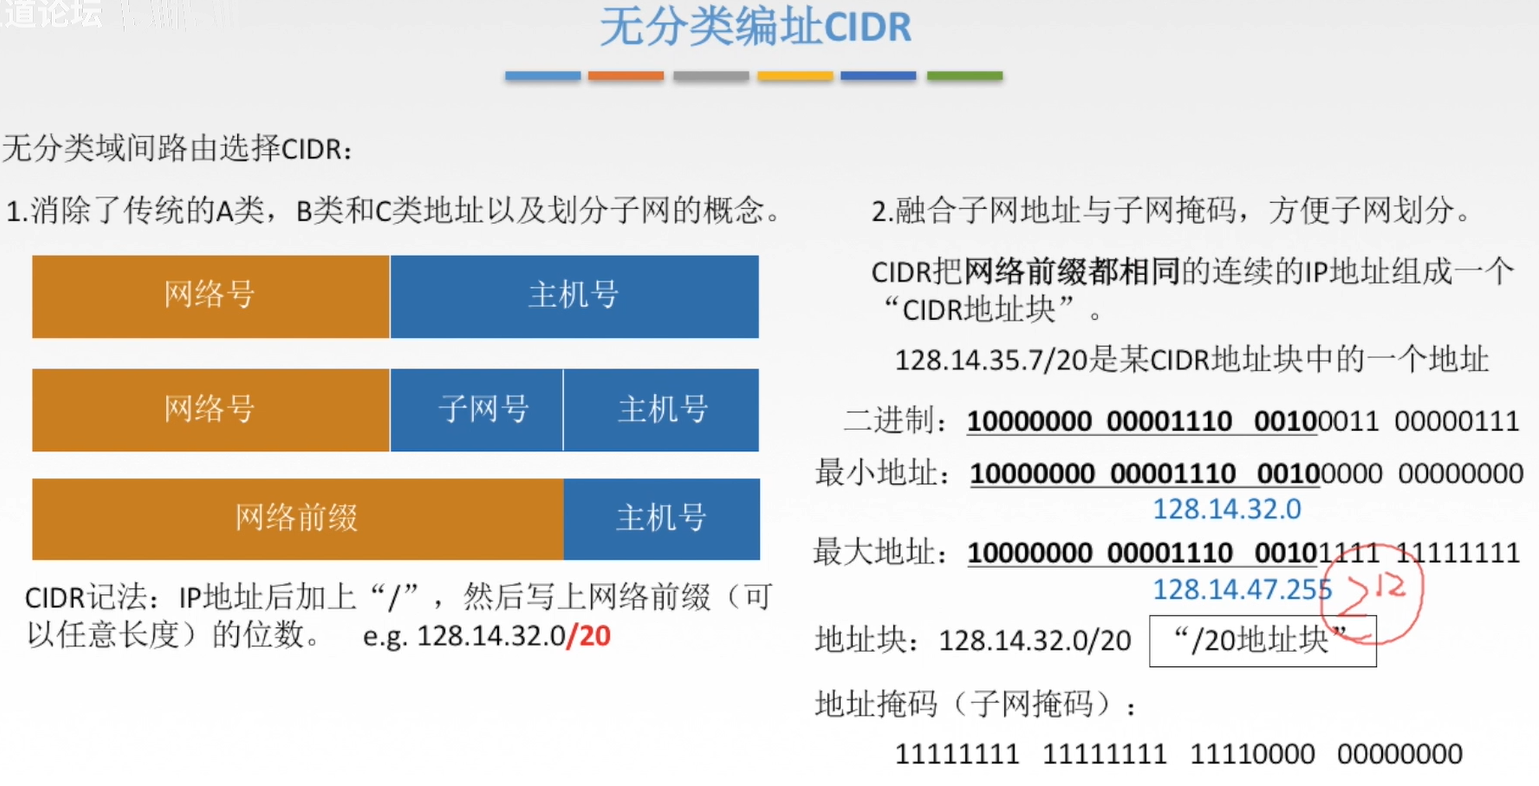 道论坛
无分类编址CIDR
无分类域间路由选择CIDR：
1.消除了传统的A类，B类和C类地址以及划分子网的概念。
网络号 主机号
网络号 子网号 主机号
网络前缀 主机号
CIDR记法：IP地址后加上“/”，然后写上网络前缀（可
以任意长度）的位数。 e.g. 128.14.32.0/20
2.融合子网地址与子网掩码，方便子网划分。
CIDR把网络前缀都相同的连续的IP地址组成一个
“CIDR地址块”。
128.14.35.7/20是某CIDR地址块中的一个地址
二进制：10000000 00001110 00100011 00000111
最小地址：10000000 00001110 00100000 00000000
128.14.32.0
最大地址：10000000 00001110 00101111 11111111
128.14.47.255
2¹²
地址块：128.14.32.0/20 “/20地址块”
地址掩码（子网掩码）：
11111111 11111111 11110000 00000000